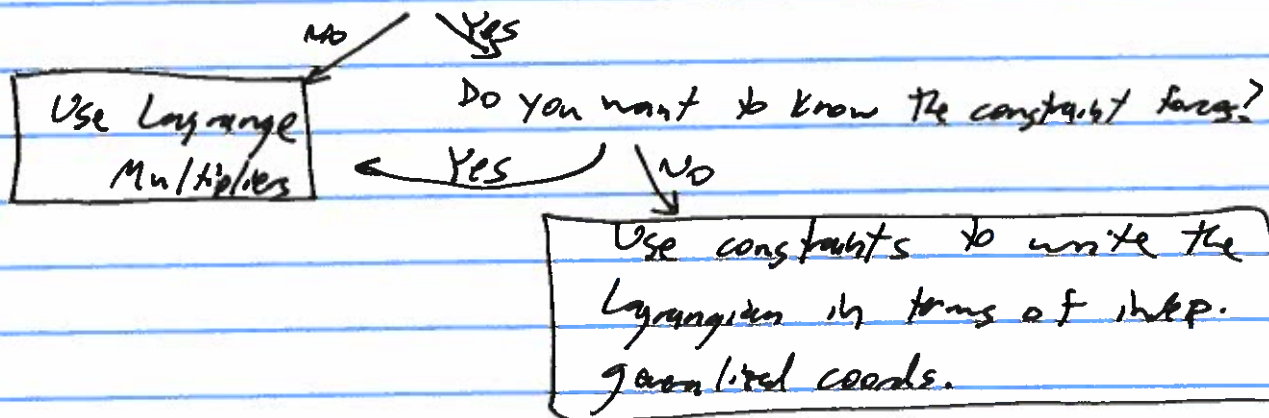 NO Yes
Do you want to know the constraint forces?
Use Lagrange
Multipliers
Yes NO
Use constraints to write the
Lagrangian in terms of indep.
generalized coords.